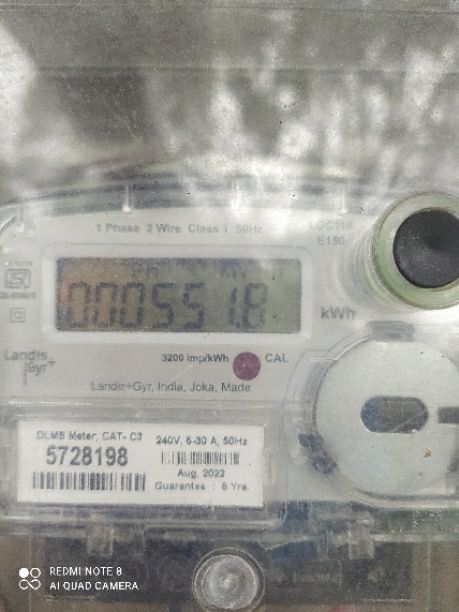 1 Phase 2 Wire Class 1 50Hz
E150
000551.8
kWh
Landis
Gyr+
3200 imp/kWh
CAL
Landis+Gyr, India, Joka, Made
DLMS Meter, CAT- C3
240V, 5-30 A, 50Hz
5728198
Aug, 2022
Guarantee : 5 Yrs.
REDMI NOTE 8
AI QUAD CAMERA